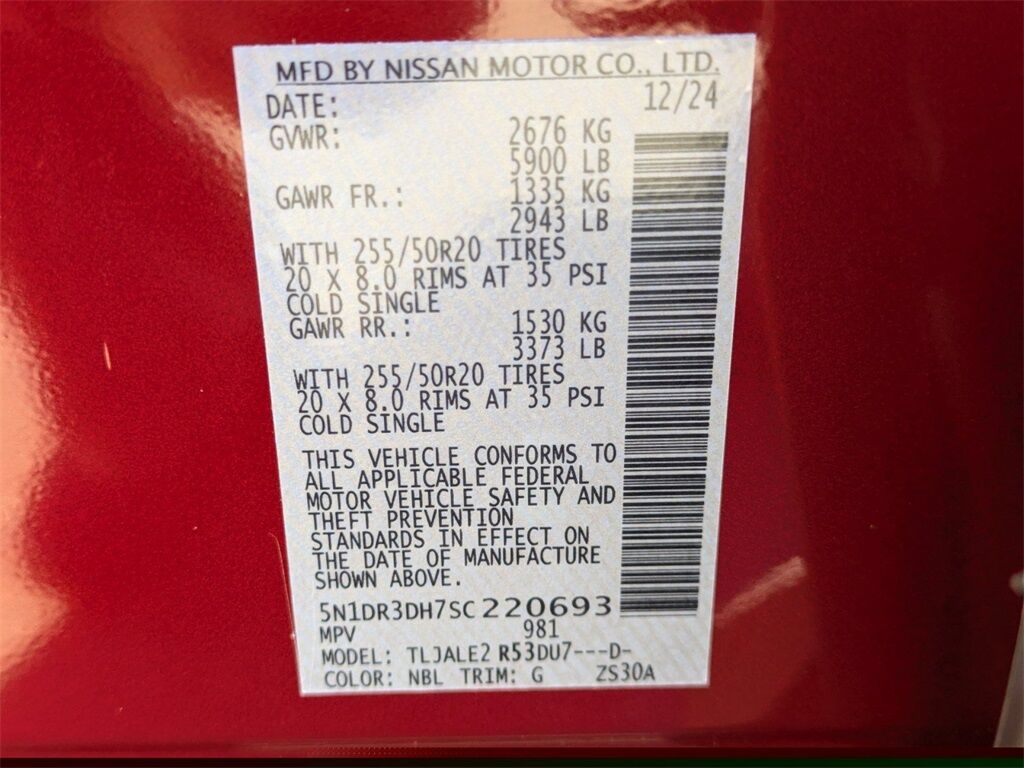 MFD BY NISSAN MOTOR CO., LTD.
DATE: 12/24
GVWR: 2676 KG
5900 LB
GAWR FR.: 1335 KG
2943 LB
WITH 255/50R20 TIRES
20 X 8.0 RIMS AT 35 PSI
COLD SINGLE
GAWR RR.: 1530 KG
3373 LB
WITH 255/50R20 TIRES
20 X 8.0 RIMS AT 35 PSI
COLD SINGLE
THIS VEHICLE CONFORMS TO
ALL APPLICABLE FEDERAL
MOTOR VEHICLE SAFETY AND
THEFT PREVENTION
STANDARDS IN EFFECT ON
THE DATE OF MANUFACTURE
SHOWN ABOVE.
5N1DR3DH7SC220693
MPV 981
MODEL: TLJALE2 R53DU7---D-
COLOR: NBL TRIM: G ZS30A